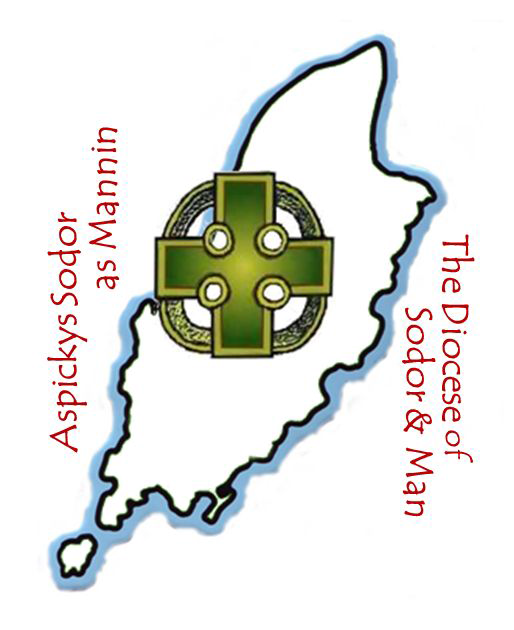 Aspickys Sodor
as Mannin
The Diocese of
Sodor & Man